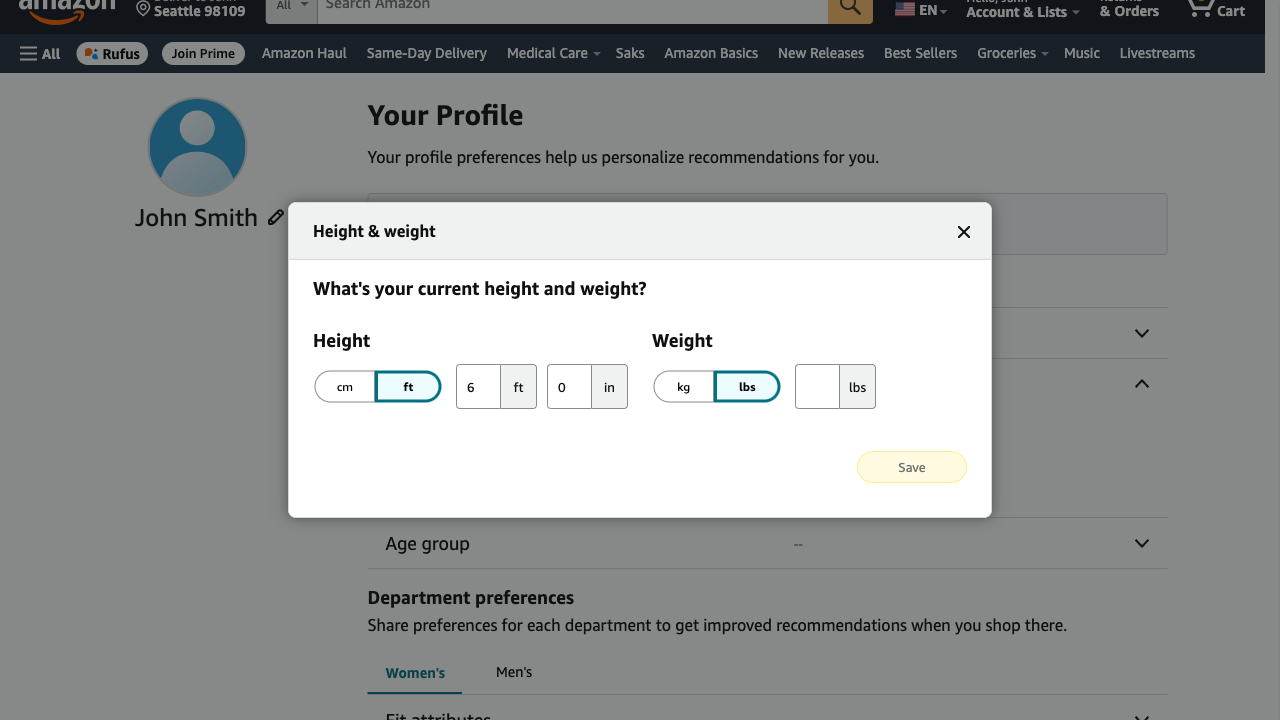 amazon
Seattle 98109
All
Search Amazon
EN
Account & Lists
& Orders
Cart
All
Rufus
Join Prime
Amazon Haul
Same-Day Delivery
Medical Care
Saks
Amazon Basics
New Releases
Best Sellers
Groceries
Music
Livestreams
John Smith
Your Profile
Your profile preferences help us personalize recommendations for you.
Height & weight
What's your current height and weight?
Height
Weight
cm
ft
6
ft
0
in
kg
lbs
lbs
Save
Age group
--
Department preferences
Share preferences for each department to get improved recommendations when you shop there.
Women's
Men's
Fit attributes